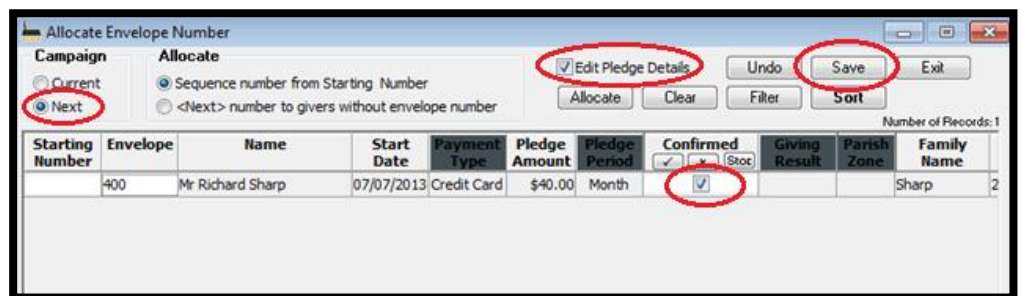 Allocate Envelope Number
Campaign Allocate
Current Sequence number from Starting Number Edit Pledge Details Undo Save Exit
Next <Next> number to givers without envelope number Allocate Clear Filter Sort
Number of Records: 1
Starting Number Envelope Name Start Date Payment Type Pledge Amount Pledge Period Confirmed Giving Result Parish Zone Family Name
400 Mr Richard Sharp 07/07/2013 Credit Card $40.00 Month Sharp 2